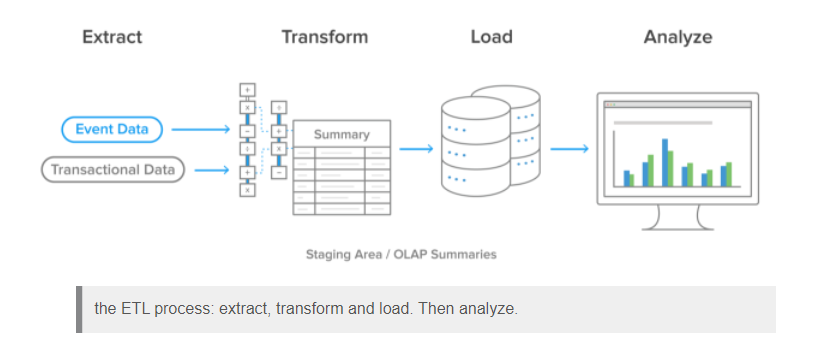 Extract
Transform
Load
Analyze
Event Data
Transactional Data
Summary
Staging Area / OLAP Summaries
the ETL process: extract, transform and load. Then analyze.